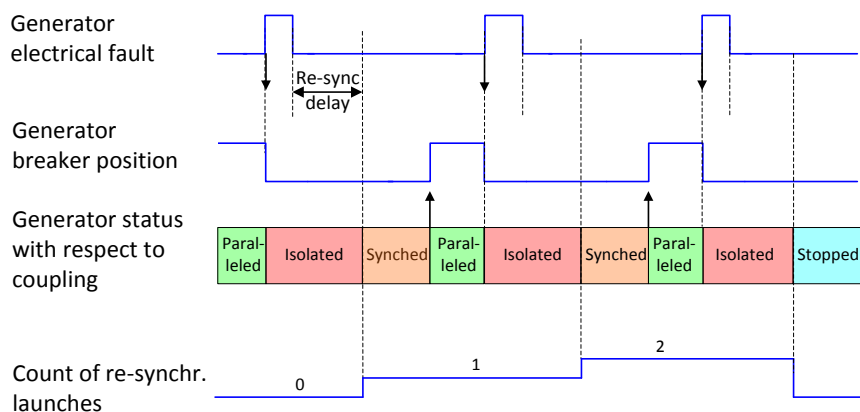 Generator
electrical fault
Re-sync
delay
Generator
breaker position
Generator status
with respect to
coupling
Paral-
leled
Isolated
Synched
Paral-
leled
Isolated
Synched
Paral-
leled
Isolated
Stopped
Count of re-synchr.
launches
0
1
2